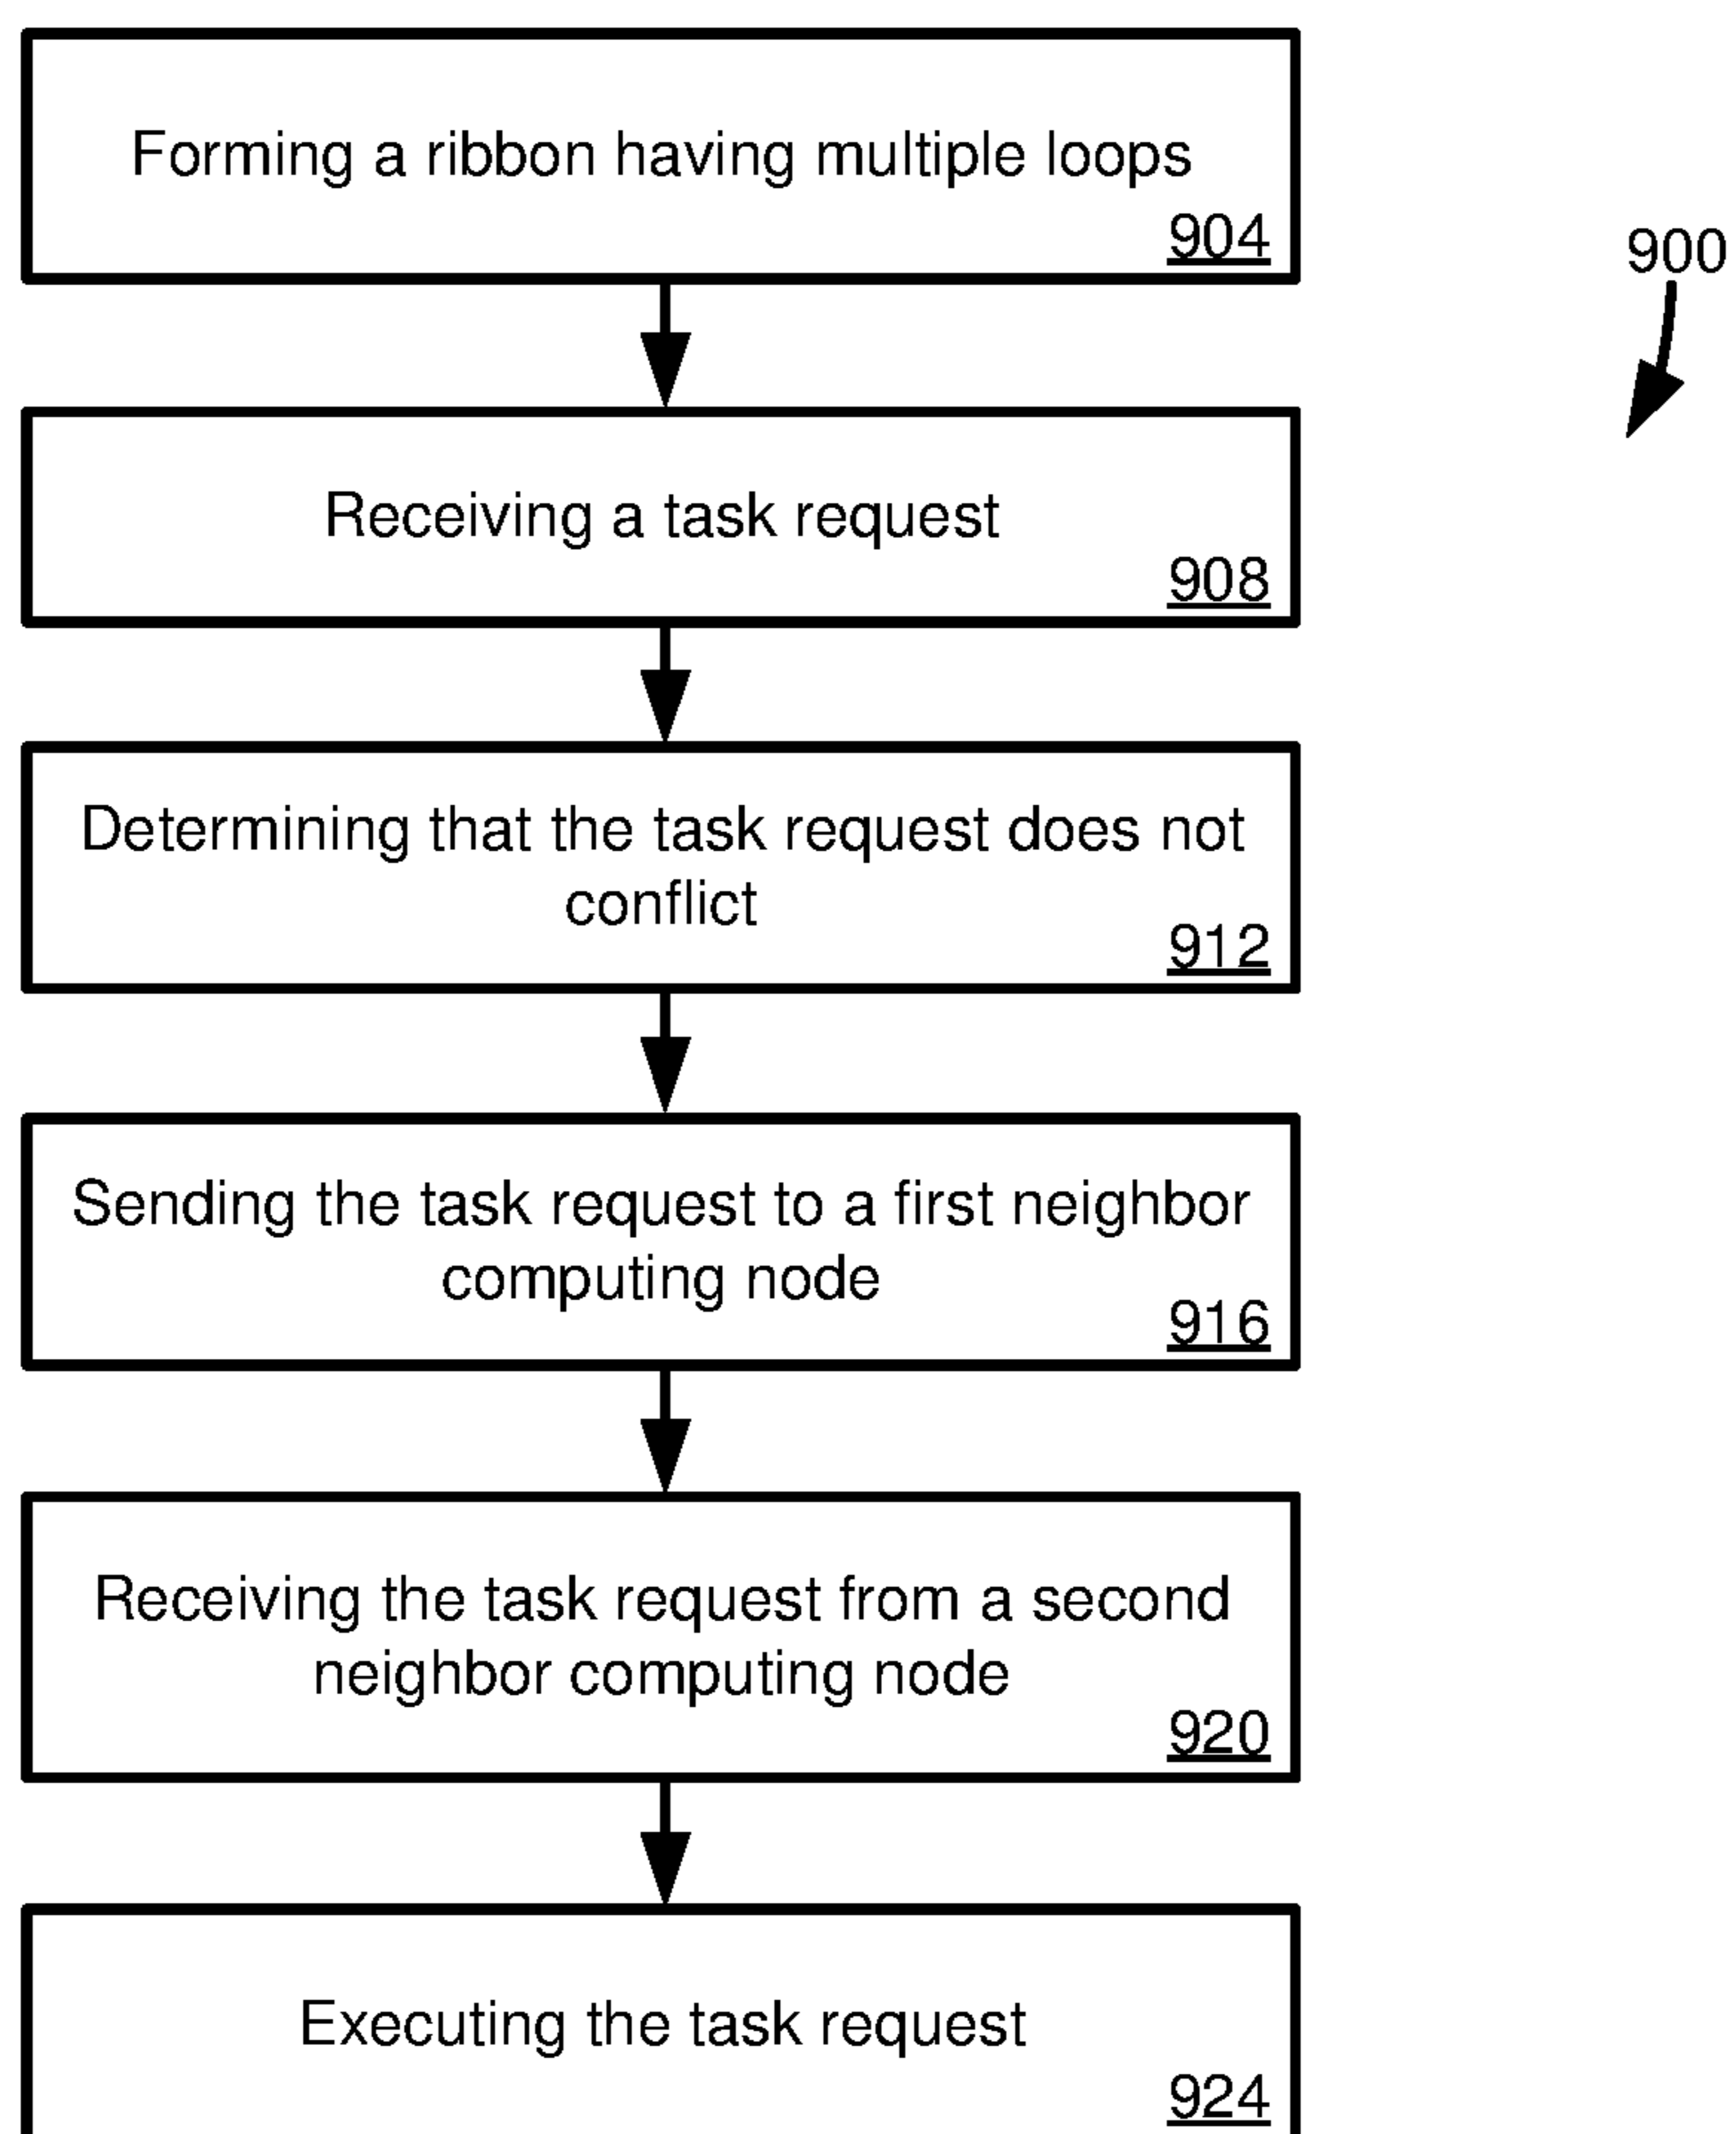 Forming a ribbon having multiple loops
904
900
Receiving a task request
908
Determining that the task request does not
conflict
912
Sending the task request to a first neighbor
computing node
916
Receiving the task request from a second
neighbor computing node
920
Executing the task request
924